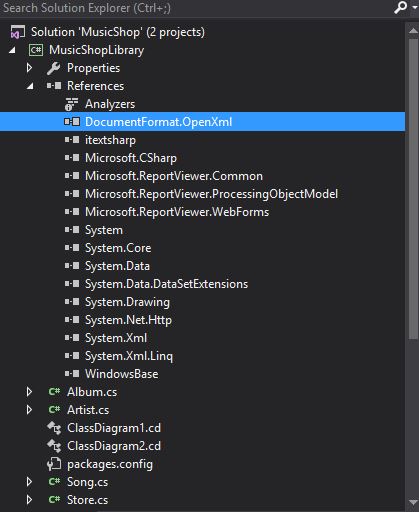 Search Solution Explorer (Ctrl+;)
Solution 'MusicShop' (2 projects)
C# MusicShopLibrary
Properties
References
Analyzers
DocumentFormat.OpenXml
itextsharp
Microsoft.CSharp
Microsoft.ReportViewer.Common
Microsoft.ReportViewer.ProcessingObjectModel
Microsoft.ReportViewer.WebForms
System
System.Core
System.Data
System.Data.DataSetExtensions
System.Drawing
System.Net.Http
System.Xml
System.Xml.Linq
WindowsBase
C# Album.cs
C# Artist.cs
ClassDiagram1.cd
ClassDiagram2.cd
packages.config
C# Song.cs
C# Store.cs